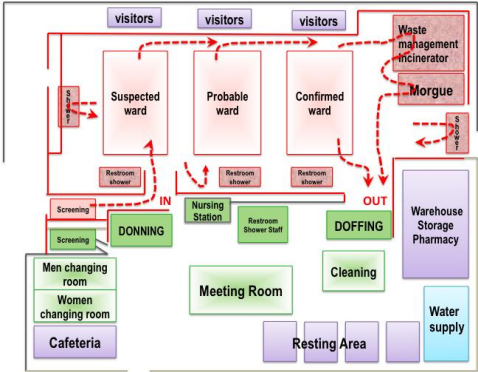 visitors
visitors
visitors
Waste
management
incinerator
Morgue
Shower
Suspected
ward
Probable
ward
Confirmed
ward
Shower
Restroom
shower
Restroom
shower
Restroom
shower
Screening
IN
OUT
Nursing
Station
Restroom
Shower Staff
Screening
DONNING
DOFFING
Warehouse
Storage
Pharmacy
Men changing
room
Women
changing room
Cafeteria
Meeting Room
Cleaning
Resting Area
Water
supply